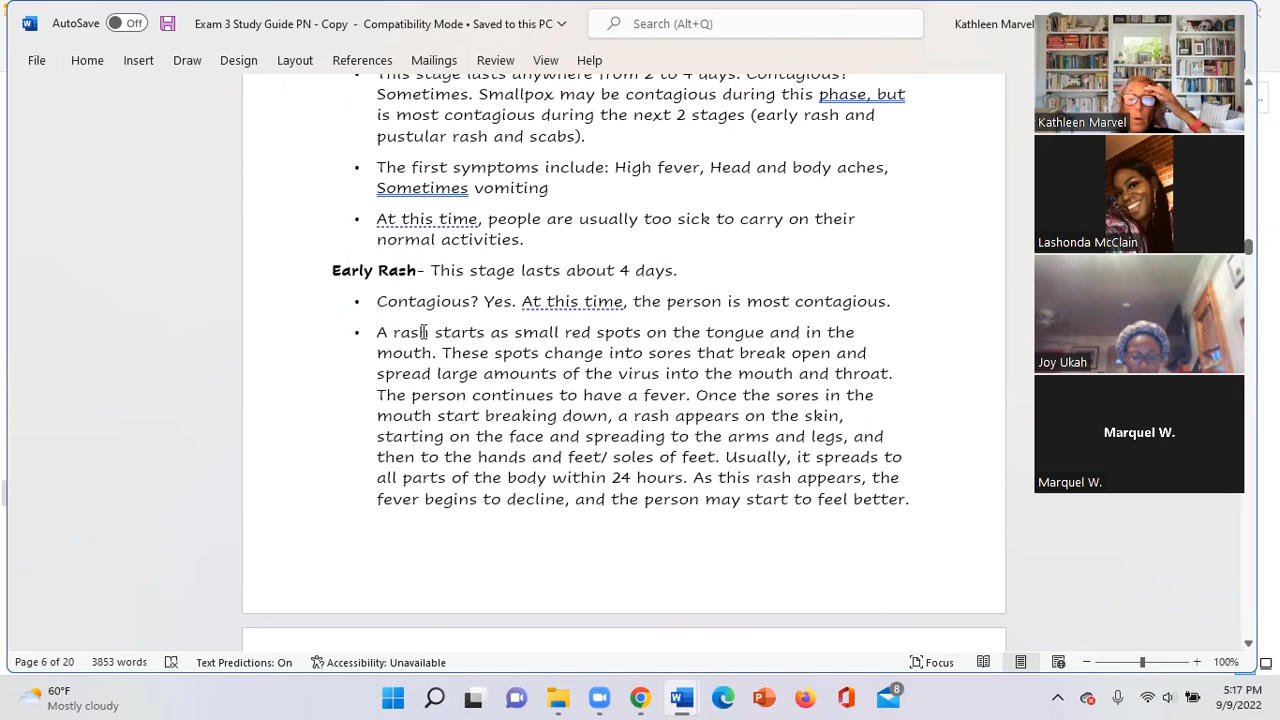 AutoSave Off
Exam 3 Study Guide PN - Copy - Compatibility Mode • Saved to this PC
Search (Alt+Q)
Kathleen Marvel
File Home Insert Draw Design Layout References Mailings Review View Help
This stage lasts anywhere from 2 to 4 days. Contagious?
Sometimes. Smallpox may be contagious during this phase, but
is most contagious during the next 2 stages (early rash and
pustular rash and scabs).
• The first symptoms include: High fever, Head and body aches,
Sometimes vomiting
• At this time, people are usually too sick to carry on their
normal activities.
Early Rash- This stage lasts about 4 days.
• Contagious? Yes. At this time, the person is most contagious.
• A rash starts as small red spots on the tongue and in the
mouth. These spots change into sores that break open and
spread large amounts of the virus into the mouth and throat.
The person continues to have a fever. Once the sores in the
mouth start breaking down, a rash appears on the skin,
starting on the face and spreading to the arms and legs, and
then to the hands and feet/ soles of feet. Usually, it spreads to
all parts of the body within 24 hours. As this rash appears, the
fever begins to decline, and the person may start to feel better.
Kathleen Marvel
Lashonda McClain
Joy Ukah
Marquel W.
Marquel W.
Page 6 of 20 3853 words Text Predictions: On Accessibility: Unavailable Focus 100%
60°F
Mostly cloudy
8
5:17 PM
9/9/2022